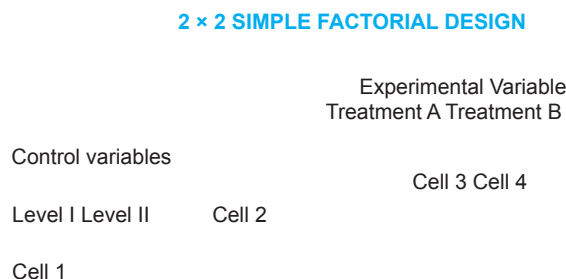 2 × 2 SIMPLE FACTORIAL DESIGN
Experimental Variable
Treatment A Treatment B
Control variables
Cell 3 Cell 4
Level I Level II Cell 2
Cell 1